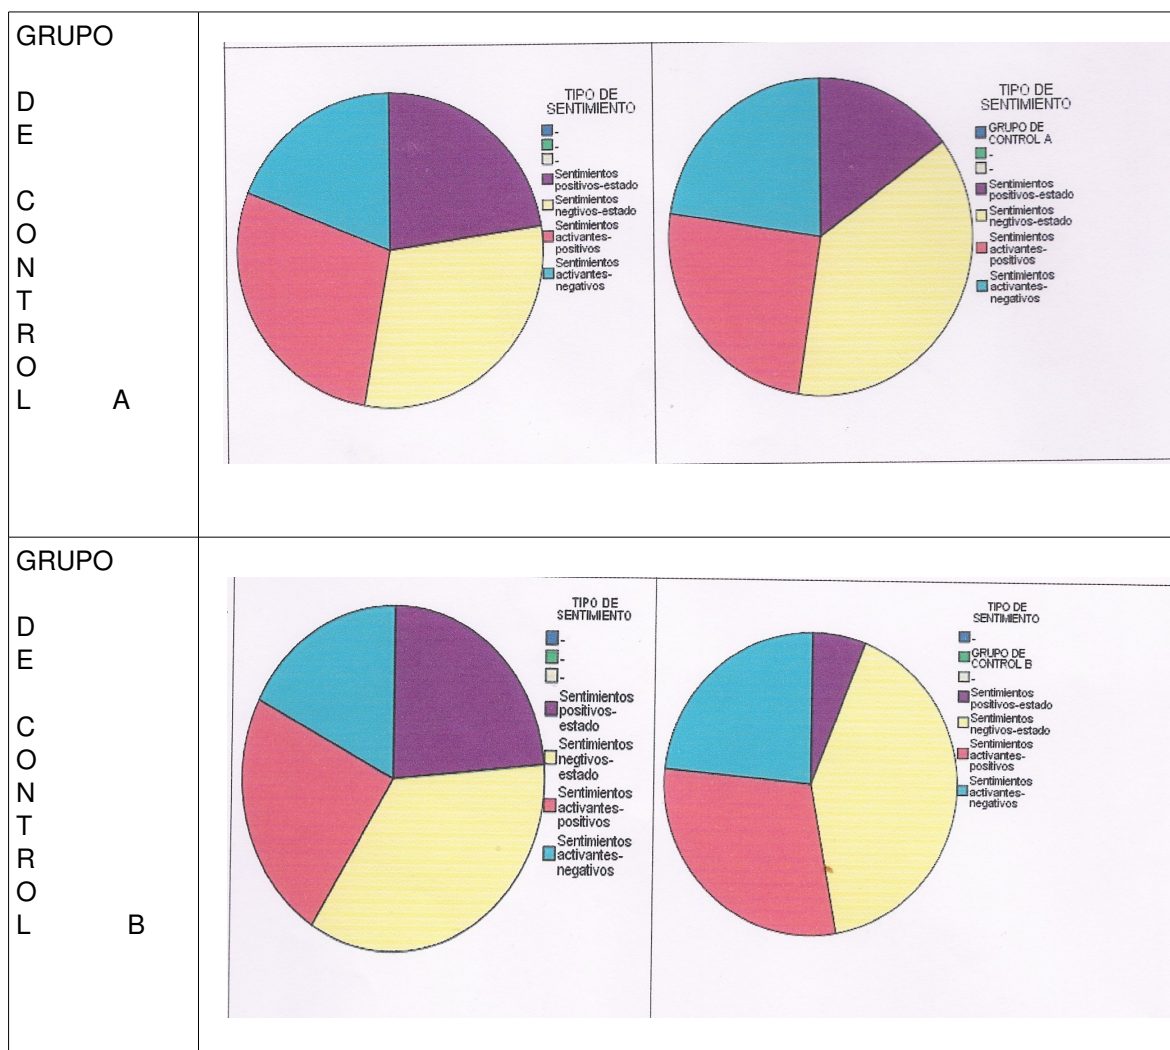 GRUPO
D
E
C
O
N
T
R
O
L A
TIPO DE
SENTIMIENTO
-
-
-
Sentimientos
positivos-estado
Sentimientos
negtivos-estado
Sentimientos
activantes-
positivos
Sentimientos
activantes-
negativos
TIPO DE
SENTIMIENTO
GRUPO DE
CONTROL A
-
-
Sentimientos
positivos-estado
Sentimientos
negtivos-estado
Sentimientos
activantes-
positivos
Sentimientos
activantes-
negativos
GRUPO
D
E
C
O
N
T
R
O
L B
TIPO DE
SENTIMIENTO
-
-
-
Sentimientos
positivos-
estado
Sentimientos
negtivos-
estado
Sentimientos
activantes-
positivos
Sentimientos
activantes-
negativos
TIPO DE
SENTIMIENTO
-
GRUPO DE
CONTROL B
-
Sentimientos
positivos-estado
Sentimientos
negtivos-estado
Sentimientos
activantes-
positivos
Sentimientos
activantes-
negativos